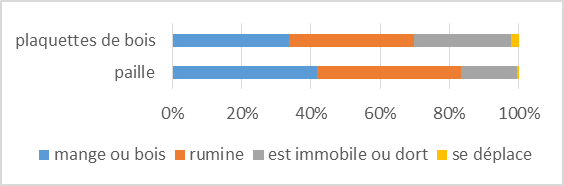 plaquettes de bois
paille
0% 20% 40% 60% 80% 100%
mange ou bois rumine est immobile ou dort se déplace